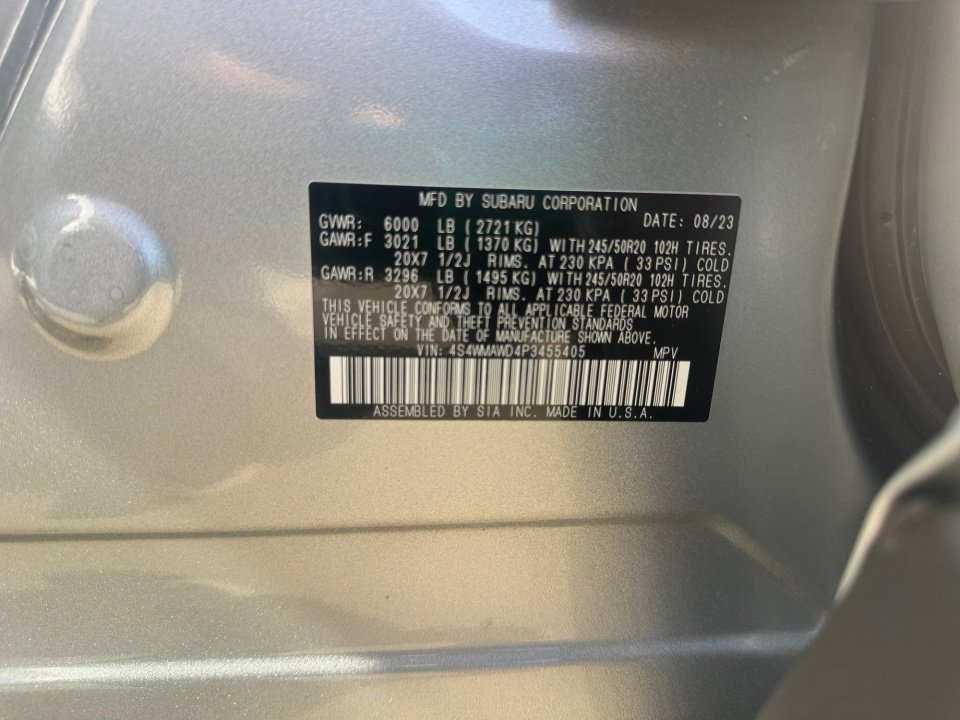 MFD BY SUBARU CORPORATION
GVWR: 6000 LB ( 2721 KG) DATE: 08/23
GAWR:F 3021 LB ( 1370 KG) WITH 245/50R20 102H TIRES.
20X7 1/2J RIMS. AT 230 KPA ( 33 PSI) COLD
GAWR:R 3296 LB ( 1495 KG) WITH 245/50R20 102H TIRES.
20X7 1/2J RIMS. AT 230 KPA ( 33 PSI) COLD
THIS VEHICLE CONFORMS TO ALL APPLICABLE FEDERAL MOTOR
VEHICLE SAFETY AND THEFT PREVENTION STANDARDS
IN EFFECT ON THE DATE OF MANUFACTURE SHOWN ABOVE.
VIN: 4S4WMAWD4P3455405 MPV
ASSEMBLED BY SIA INC. MADE IN U.S.A.